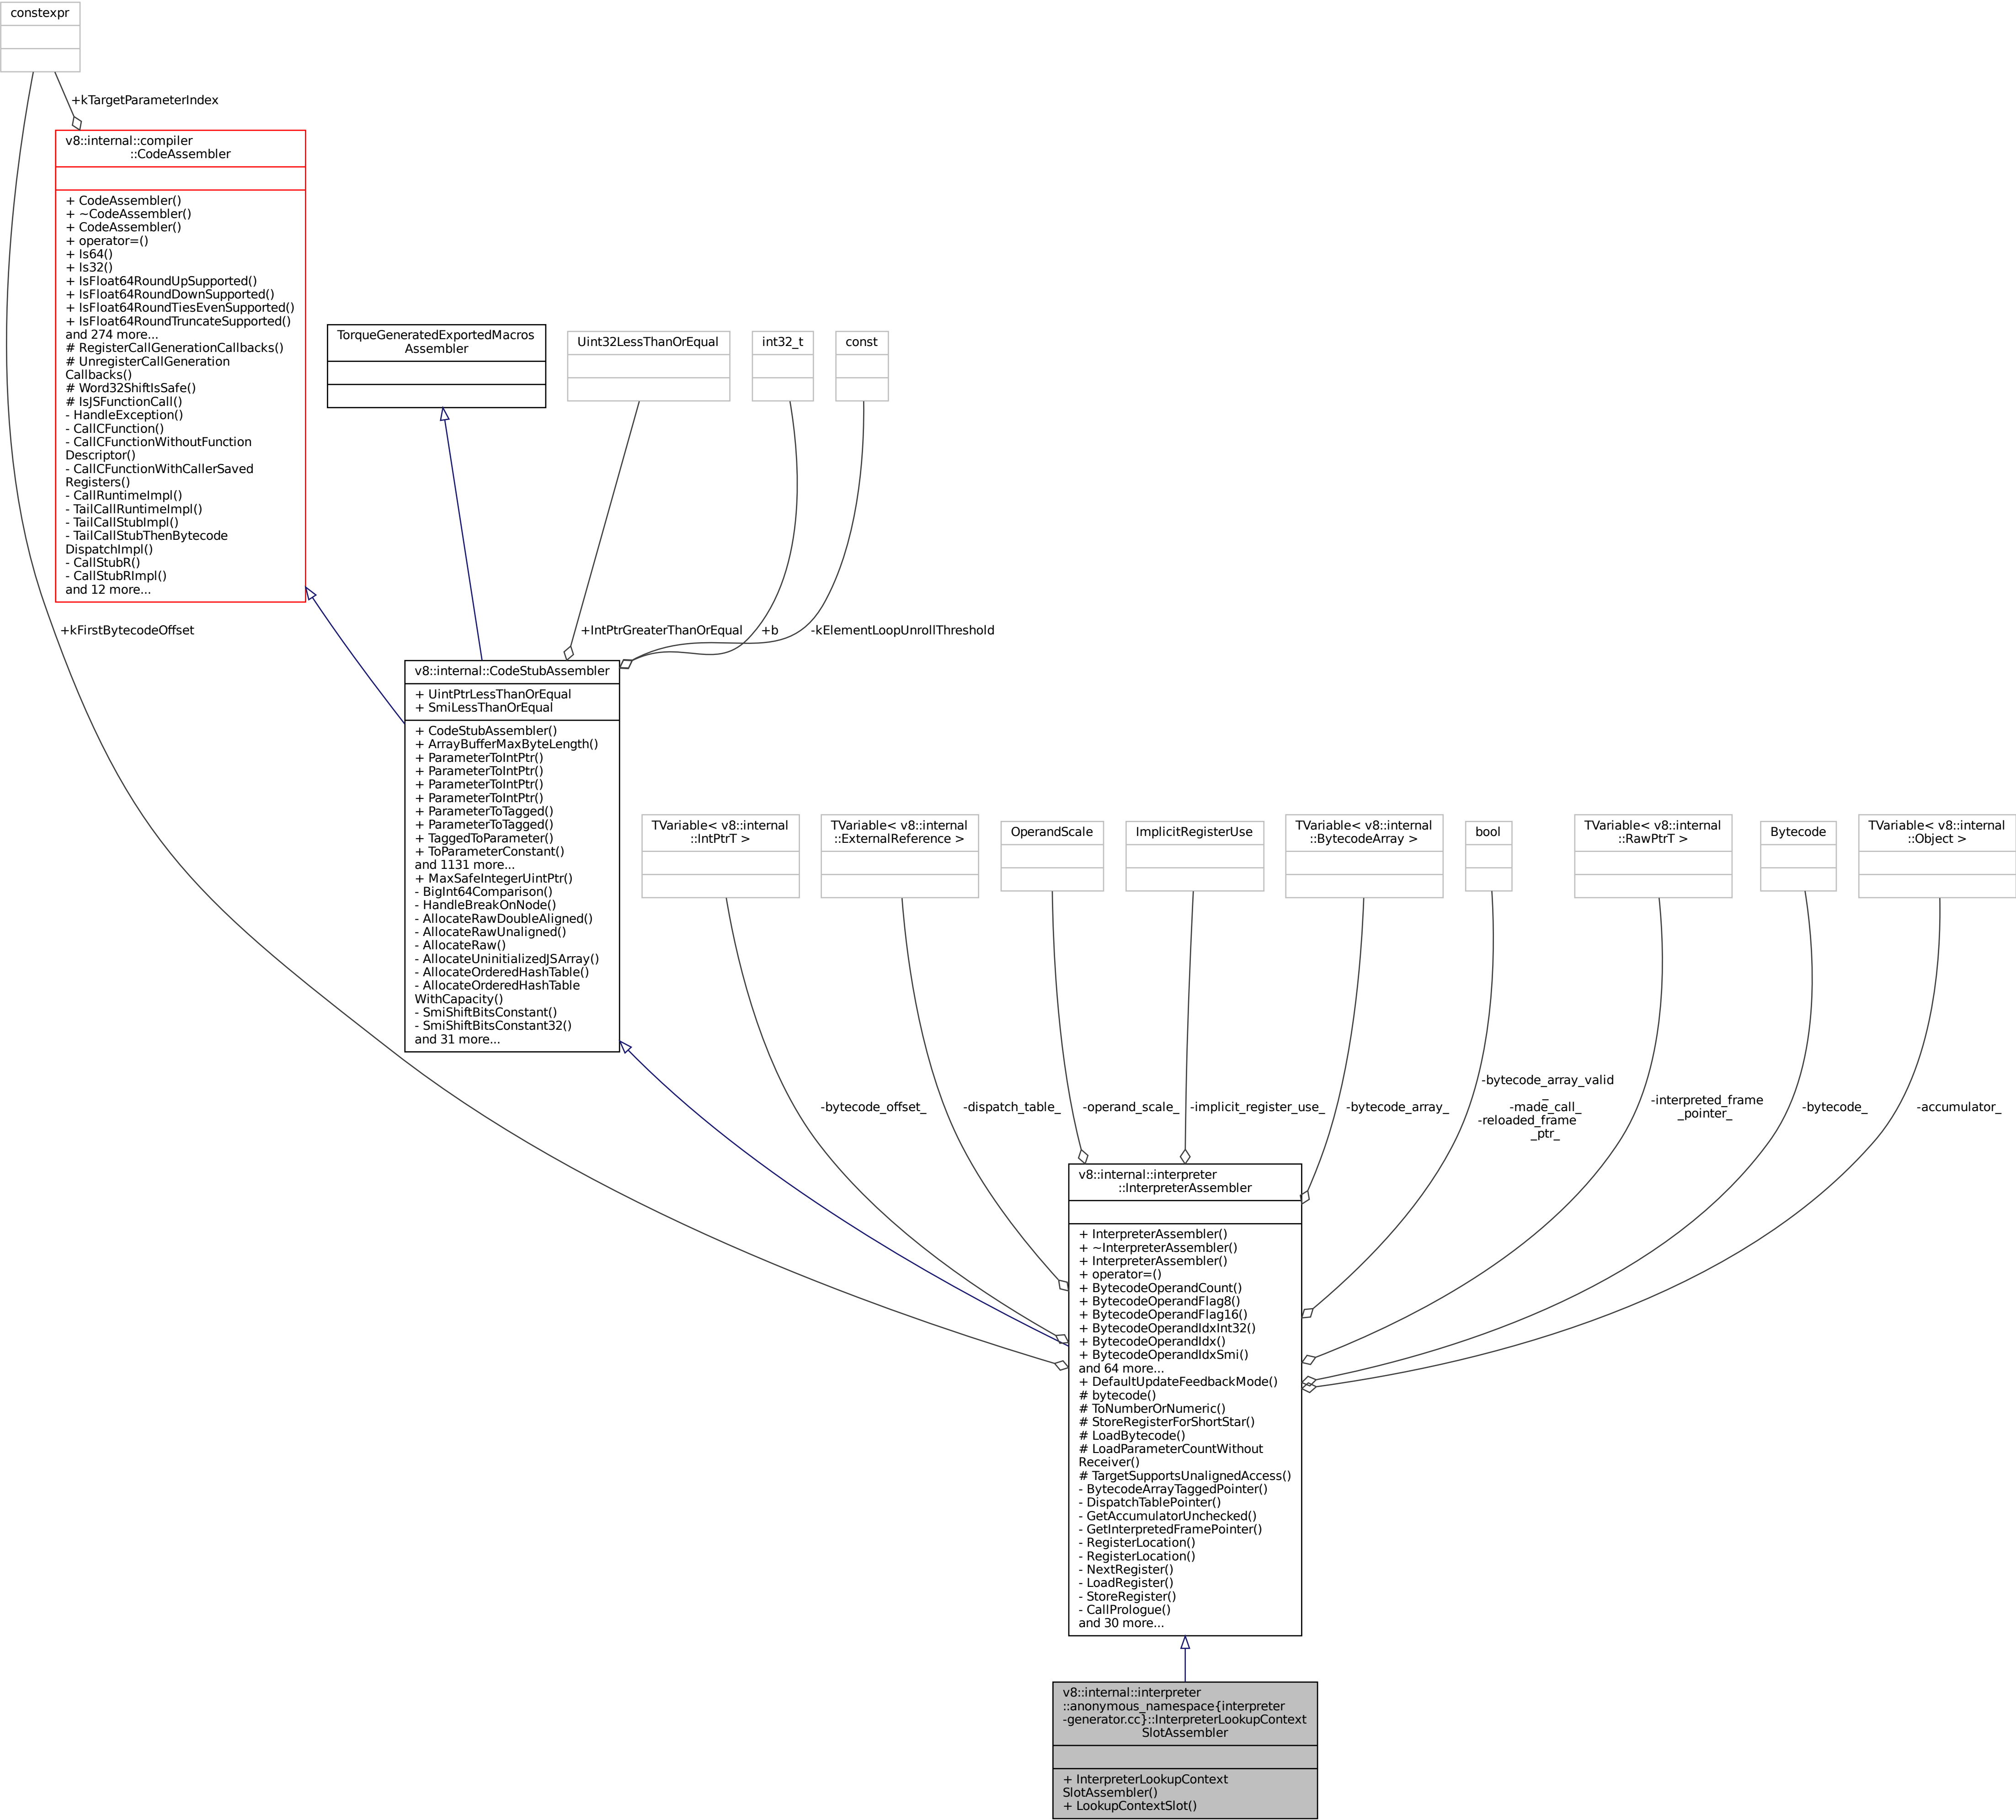 constexpr
+kTargetParameterIndex
v8::internal::compiler
::CodeAssembler
+ CodeAssembler()
+ ~CodeAssembler()
+ CodeAssembler()
+ operator=()
+ Is64()
+ Is32()
+ IsFloat64RoundUpSupported()
+ IsFloat64RoundDownSupported()
+ IsFloat64RoundTiesEvenSupported()
+ IsFloat64RoundTruncateSupported()
and 274 more...
# RegisterCallGenerationCallbacks()
# UnregisterCallGeneration
Callbacks()
# Word32ShiftIsSafe()
# IsJSFunctionCall()
- HandleException()
- CallCFunction()
- CallCFunctionWithoutFunction
Descriptor()
- CallCFunctionWithCallerSaved
Registers()
- CallRuntimeImpl()
- TailCallRuntimeImpl()
- TailCallStubImpl()
- TailCallStubThenBytecode
DispatchImpl()
- CallStubR()
- CallStubRImpl()
and 12 more...
TorqueGeneratedExportedMacros
Assembler
Uint32LessThanOrEqual
int32_t
const
+kFirstBytecodeOffset
+IntPtrGreaterThanOrEqual
+b
-kElementLoopUnrollThreshold
v8::internal::CodeStubAssembler
+ UintPtrLessThanOrEqual
+ SmiLessThanOrEqual
+ CodeStubAssembler()
+ ArrayBufferMaxByteLength()
+ ParameterToIntPtr()
+ ParameterToIntPtr()
+ ParameterToIntPtr()
+ ParameterToIntPtr()
+ ParameterToTagged()
+ ParameterToTagged()
+ TaggedToParameter()
+ ToParameterConstant()
and 1131 more...
+ MaxSafeIntegerUintPtr()
- BigInt64Comparison()
- HandleBreakOnNode()
- AllocateRawDoubleAligned()
- AllocateRawUnaligned()
- AllocateRaw()
- AllocateUninitializedJSArray()
- AllocateOrderedHashTable()
- AllocateOrderedHashTable
WithCapacity()
- SmiShiftBitsConstant()
- SmiShiftBitsConstant32()
and 31 more...
TVariable< v8::internal
::IntPtrT >
TVariable< v8::internal
::ExternalReference >
OperandScale
ImplicitRegisterUse
TVariable< v8::internal
::BytecodeArray >
bool
TVariable< v8::internal
::RawPtrT >
Bytecode
TVariable< v8::internal
::Object >
-bytecode_offset_
-dispatch_table_
-operand_scale_
-implicit_register_use_
-bytecode_array_
-bytecode_array_valid
_
-made_call_
-reloaded_frame
_ptr_
-interpreted_frame
_pointer_
-bytecode_
-accumulator_
v8::internal::interpreter
::InterpreterAssembler
+ InterpreterAssembler()
+ ~InterpreterAssembler()
+ InterpreterAssembler()
+ operator=()
+ BytecodeOperandCount()
+ BytecodeOperandFlag8()
+ BytecodeOperandFlag16()
+ BytecodeOperandIdxInt32()
+ BytecodeOperandIdx()
+ BytecodeOperandIdxSmi()
and 64 more...
+ DefaultUpdateFeedbackMode()
# bytecode()
# ToNumberOrNumeric()
# StoreRegisterForShortStar()
# LoadBytecode()
# LoadParameterCountWithout
Receiver()
# TargetSupportsUnalignedAccess()
- BytecodeArrayTaggedPointer()
- DispatchTablePointer()
- GetAccumulatorUnchecked()
- GetInterpretedFramePointer()
- RegisterLocation()
- RegisterLocation()
- NextRegister()
- LoadRegister()
- StoreRegister()
- CallPrologue()
and 30 more...
v8::internal::interpreter
::anonymous_namespace{interpreter
-generator.cc}::InterpreterLookupContext
SlotAssembler
+ InterpreterLookupContext
SlotAssembler()
+ LookupContextSlot()